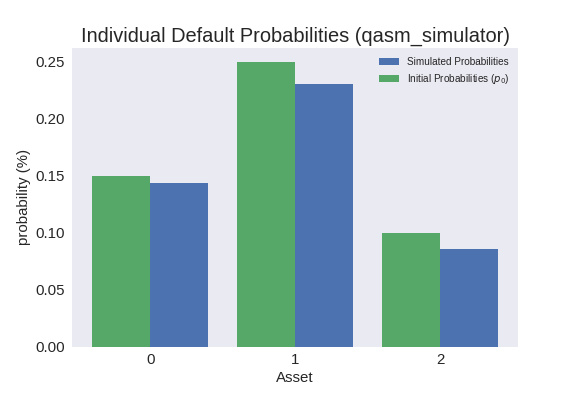 Individual Default Probabilities (qasm_simulator)
Simulated Probabilities
Initial Probabilities (p₀)
probability (%)
0.25
0.20
0.15
0.10
0.05
0.00
0 1 2
Asset